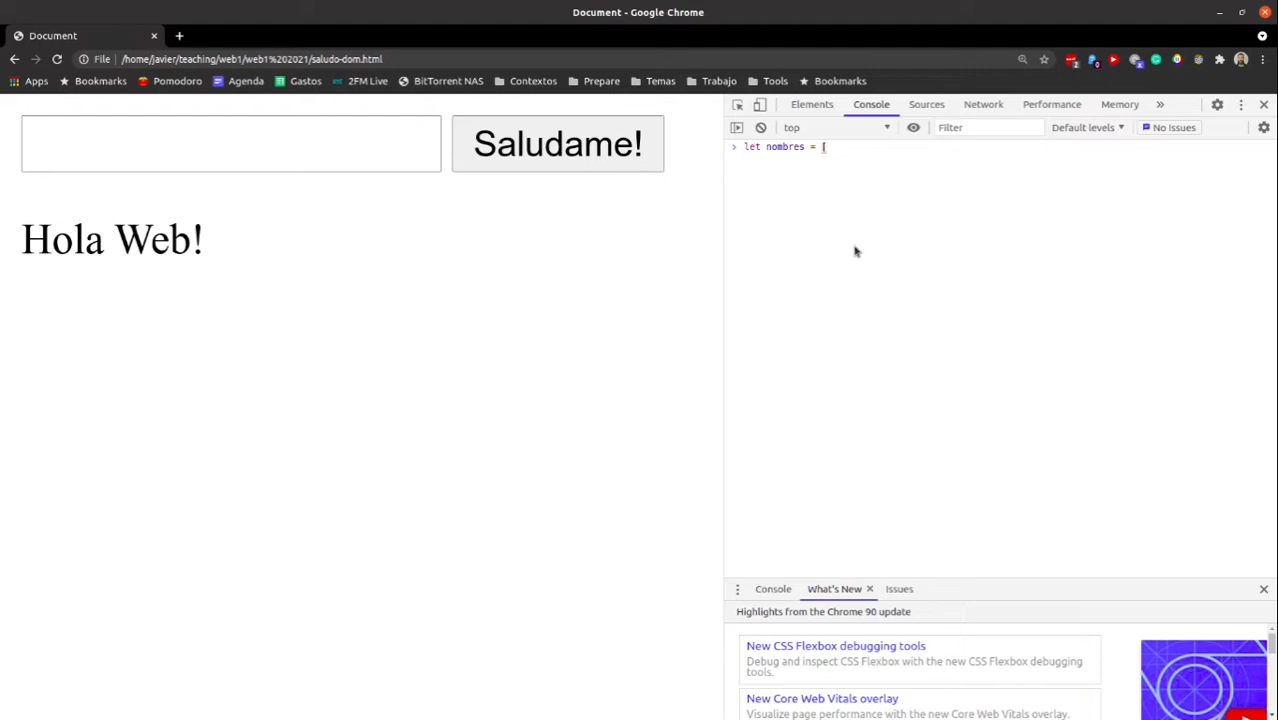 Document - Google Chrome
Document
File /home/javier/teaching/web1/web1%202021/saludo-dom.html
Apps Bookmarks Pomodoro Agenda Gastos 2FM Live BitTorrent NAS Contextos Prepare Temas Trabajo Tools Bookmarks
Saludame!
Hola Web!
Elements Console Sources Network Performance Memory »
top Filter Default levels No Issues
> let nombres = [
Console What's New Issues
Highlights from the Chrome 90 update
New CSS Flexbox debugging tools
Debug and inspect CSS Flexbox with the new CSS Flexbox debugging
tools.
New Core Web Vitals overlay
Visualize page performance with the new Core Web Vitals overlay.